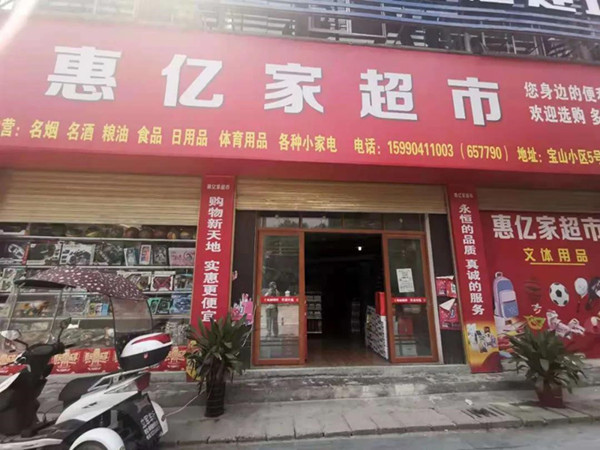 惠亿家超市
您身边的便利
欢迎选购
营：名烟 名酒 粮油 食品 日用品 体育用品 各种小家电 电话：15990411003（657790）地址：宝山小区5号
购物新天地 实惠更便宜
永恒的品质 真诚的服务
惠亿家超市
文体用品